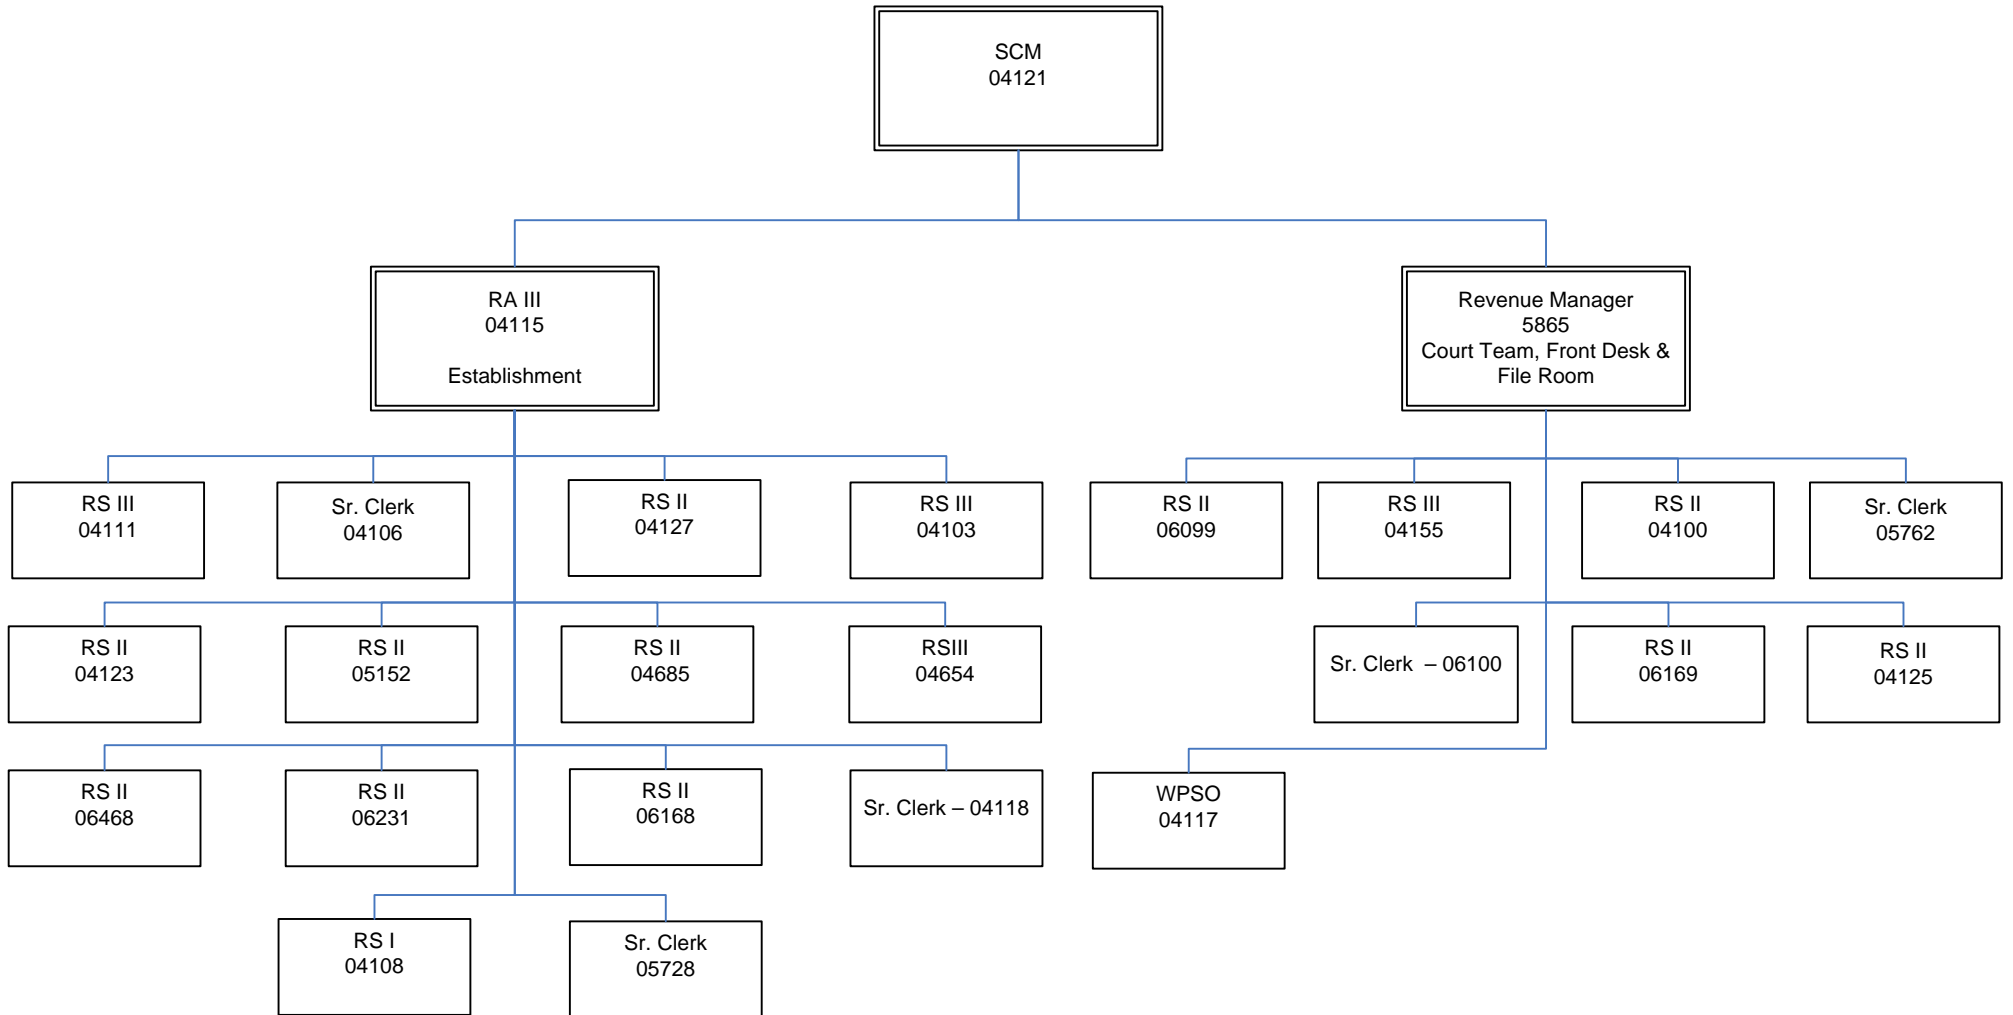 SCM
04121
RA III
04115
Establishment
Revenue Manager
5865
Court Team, Front Desk &
File Room
RS III
04111
Sr. Clerk
04106
RS II
04127
RS III
04103
RS II
06099
RS III
04155
RS II
04100
Sr. Clerk
05762
RS II
04123
RS II
05152
RS II
04685
RSIII
04654
Sr. Clerk – 06100
RS II
06169
RS II
04125
RS II
06468
RS II
06231
RS II
06168
Sr. Clerk – 04118
WPSO
04117
RS I
04108
Sr. Clerk
05728